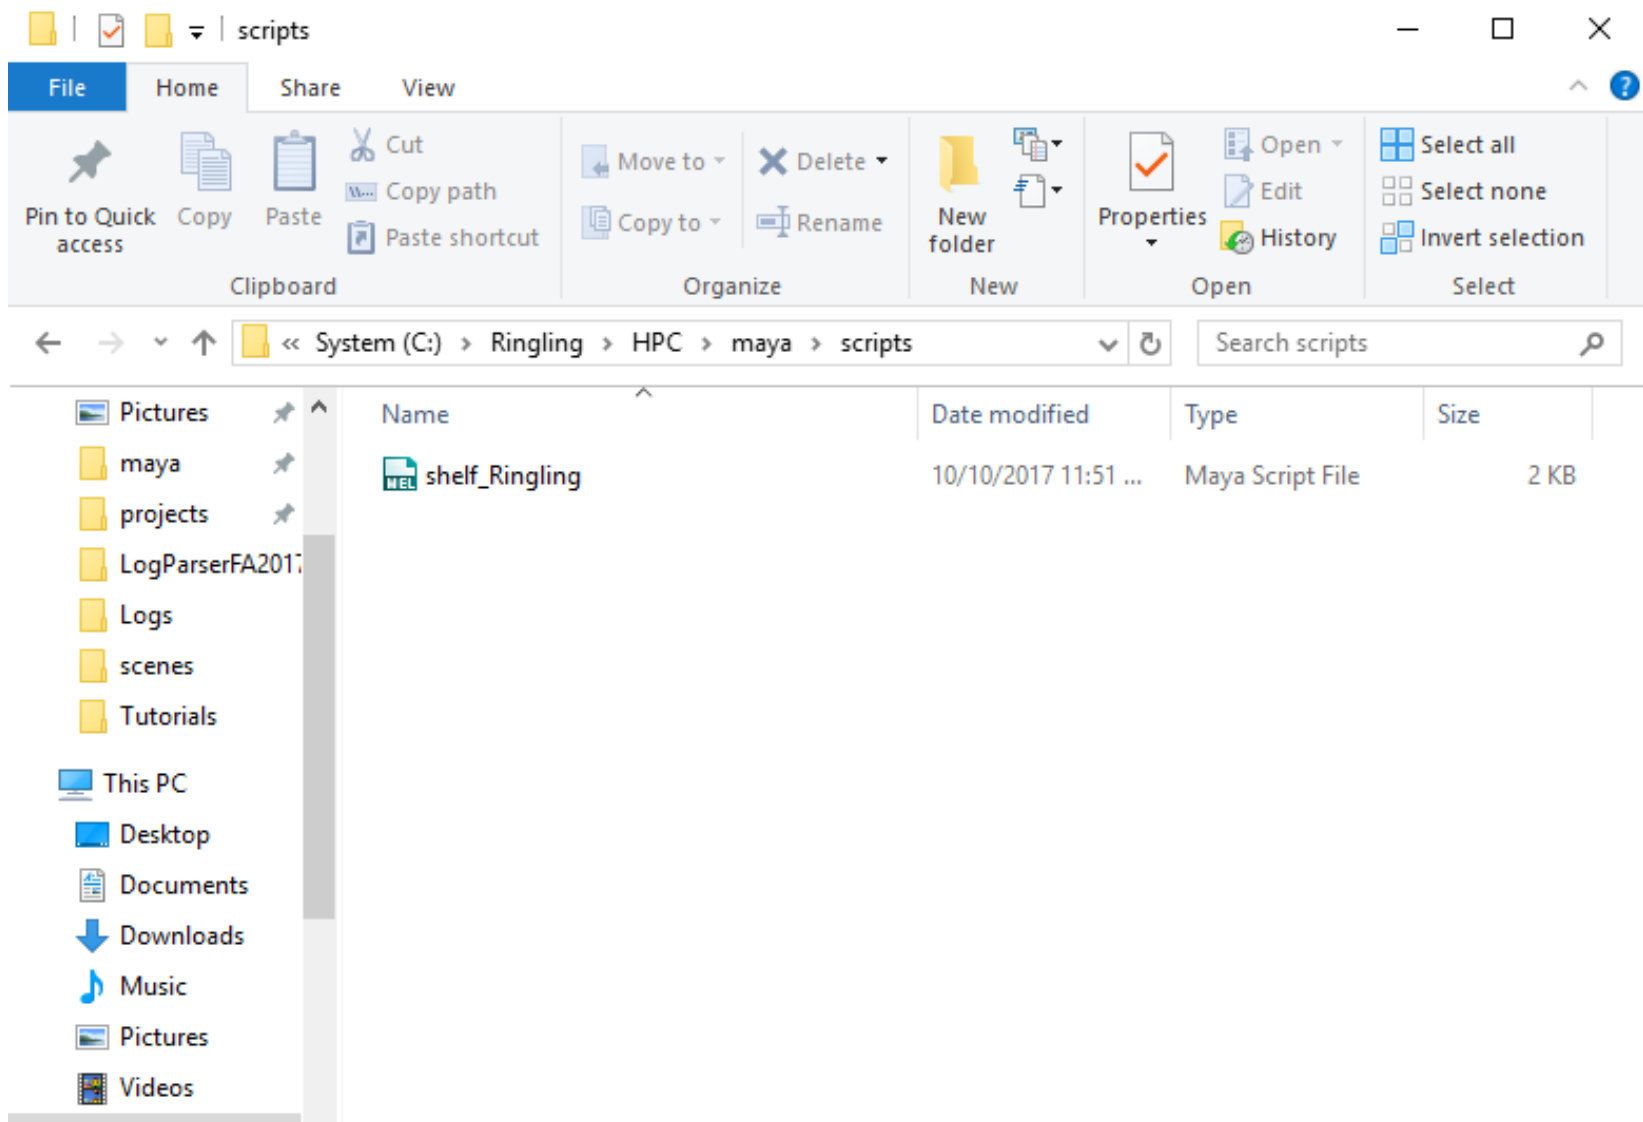 scripts
File Home Share View
Pin to Quick access
Copy
Paste
Cut
Copy path
Paste shortcut
Clipboard
Move to
Copy to
Delete
Rename
Organize
New folder
New
Properties
Open
Edit
History
Open
Select all
Select none
Invert selection
Select
« System (C:) > Ringling > HPC > maya > scripts
Search scripts
Name Date modified Type Size
shelf_Ringling 10/10/2017 11:51 ... Maya Script File 2 KB
MEL
Pictures
maya
projects
LogParserFA2017
Logs
scenes
Tutorials
This PC
Desktop
Documents
Downloads
Music
Pictures
Videos